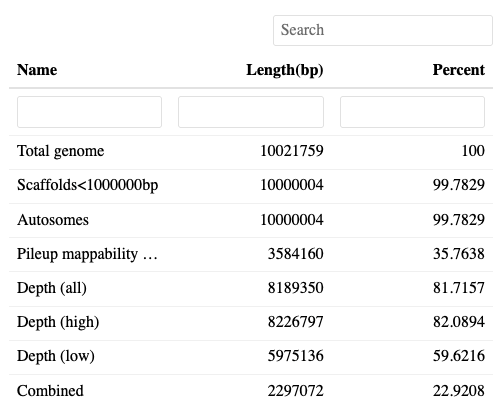 Search
Name Length(bp) Percent
Total genome 10021759 100
Scaffolds<1000000bp 10000004 99.7829
Autosomes 10000004 99.7829
Pileup mappability … 3584160 35.7638
Depth (all) 8189350 81.7157
Depth (high) 8226797 82.0894
Depth (low) 5975136 59.6216
Combined 2297072 22.9208